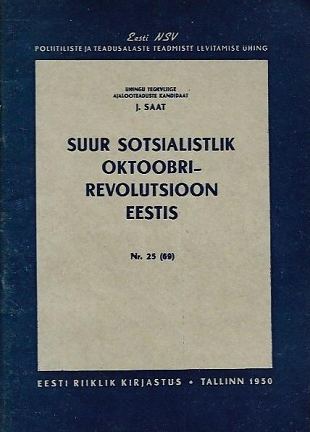 Eesti NSV
POLIITILISTE JA TEADUSALASTE TEADMISTE LEVITAMISE ÜHING
ÜHINGU TEGEVLIIGE
AJALOOTEADUSTE KANDIDAAT
J. SAAT
SUUR SOTSIALISTLIK
OKTOOBRI-
REVOLUTSIOON
EESTIS
Nr. 25 (69)
EESTI RIIKLIK KIRJASTUS • TALLINN 1950